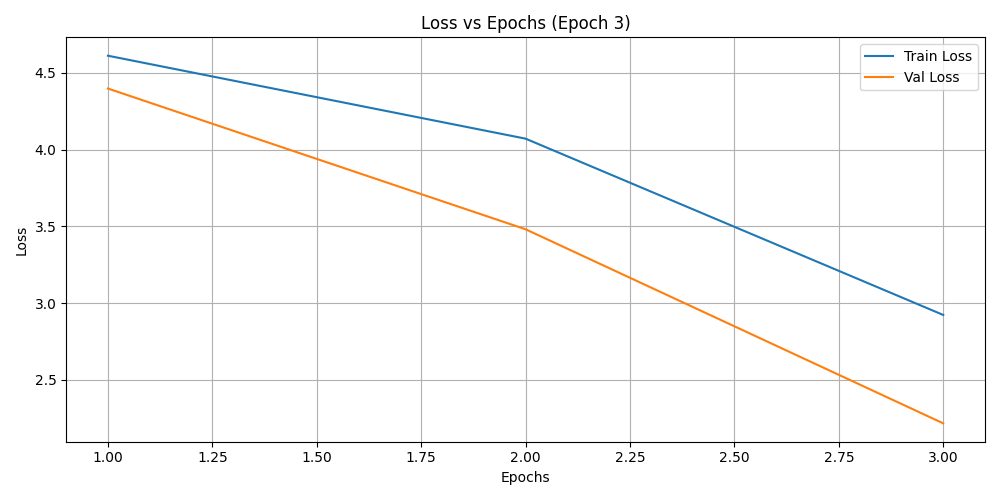 Loss vs Epochs (Epoch 3)
Train Loss
Val Loss
Loss
4.5
4.0
3.5
3.0
2.5
1.00 1.25 1.50 1.75 2.00 2.25 2.50 2.75 3.00
Epochs